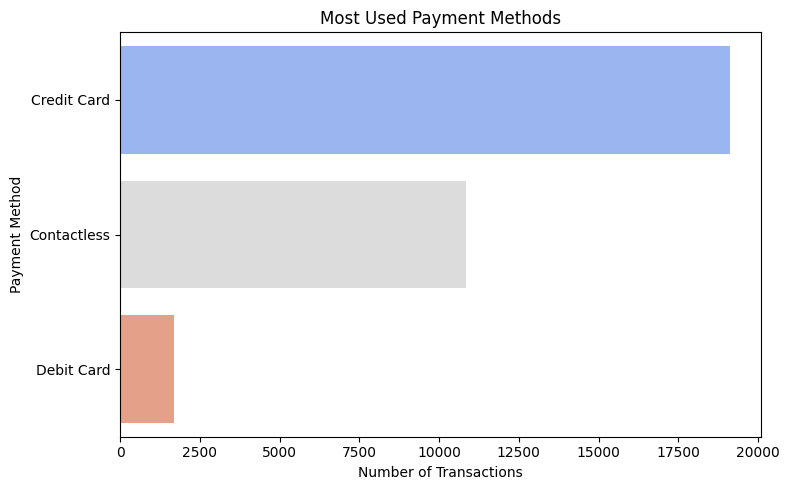 Most Used Payment Methods
Credit Card
Contactless
Debit Card
Payment Method
0 2500 5000 7500 10000 12500 15000 17500 20000
Number of Transactions